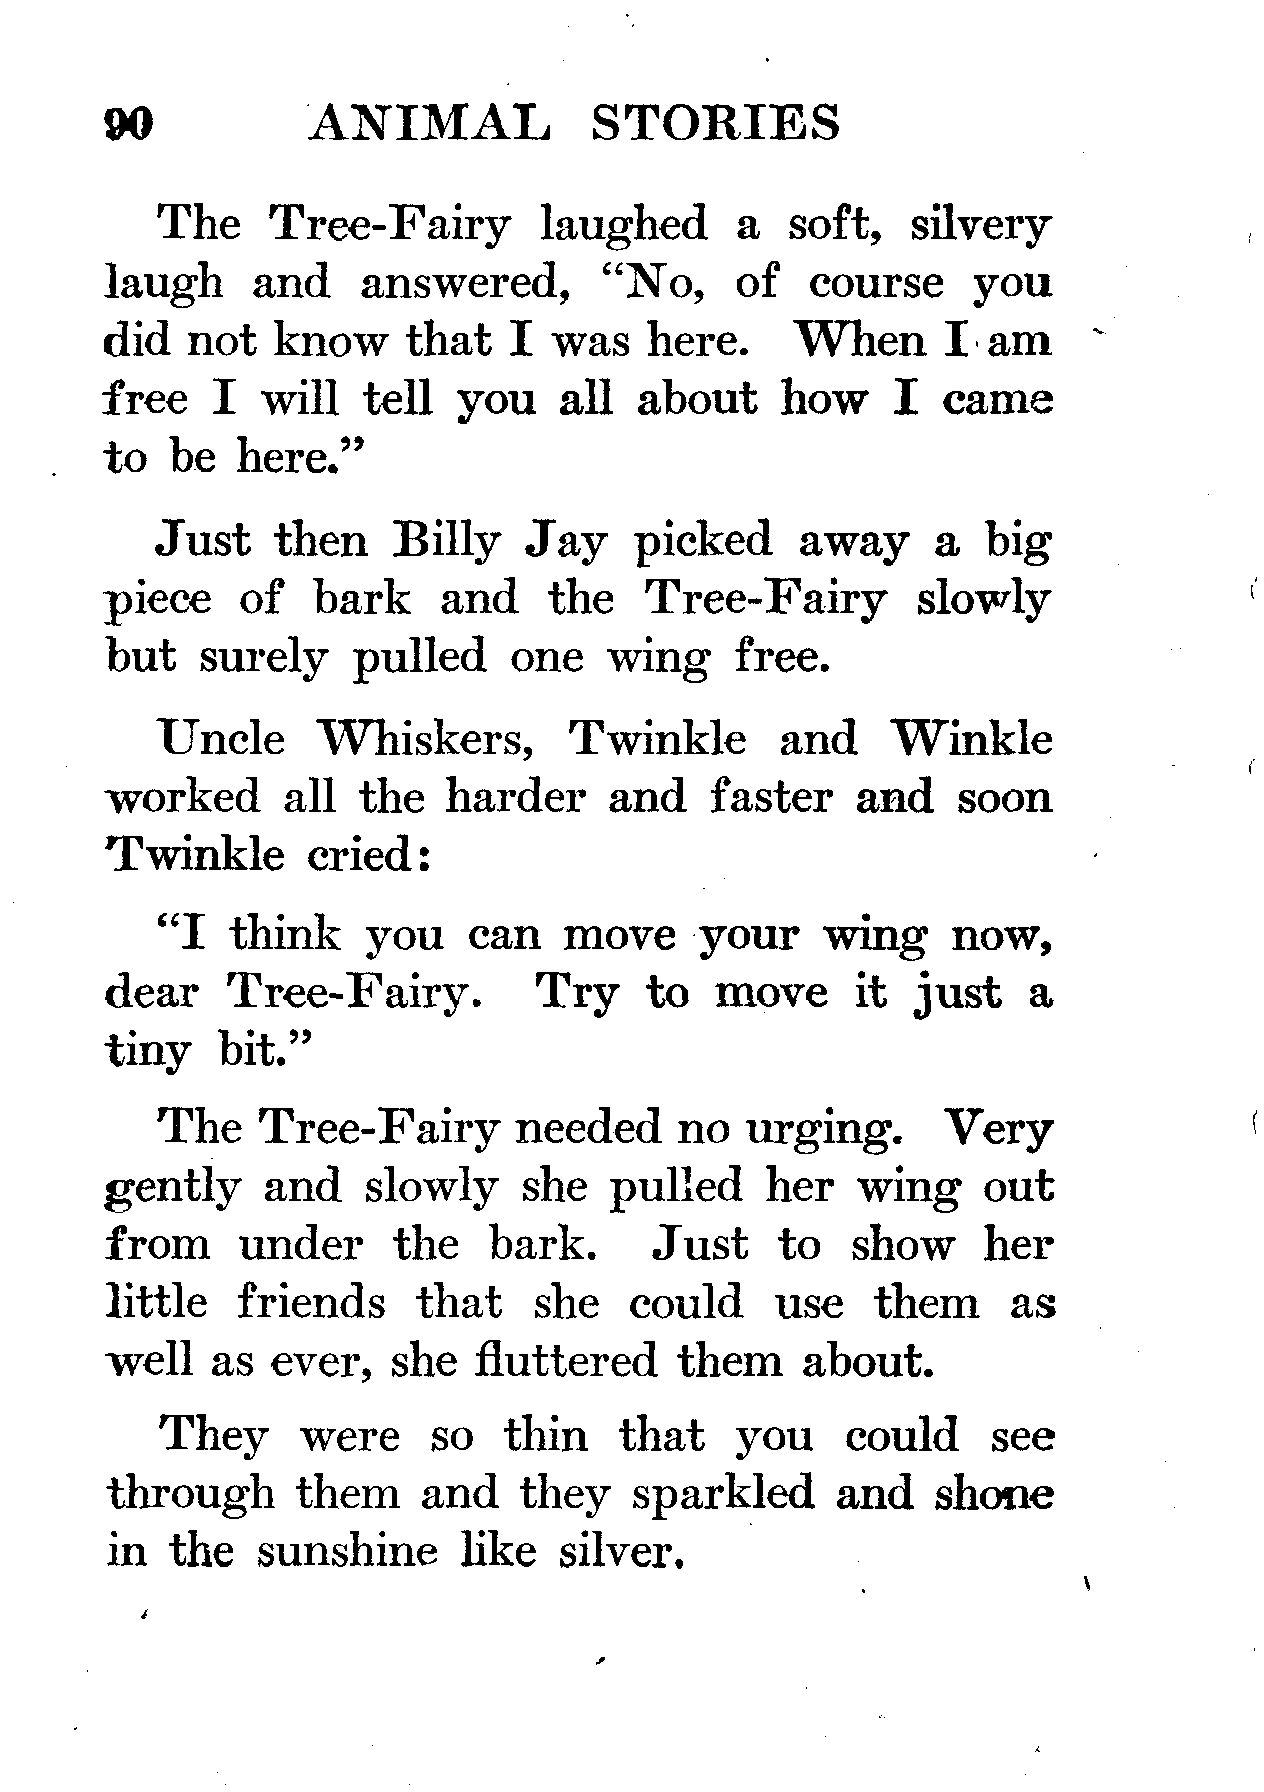 90 ANIMAL STORIES
The Tree-Fairy laughed a soft, silvery
laugh and answered, “No, of course you
did not know that I was here. When I am
free I will tell you all about how I came
to be here.”
Just then Billy Jay picked away a big
piece of bark and the Tree-Fairy slowly
but surely pulled one wing free.
Uncle Whiskers, Twinkle and Winkle
worked all the harder and faster and soon
Twinkle cried:
“I think you can move your wing now,
dear Tree-Fairy. Try to move it just a
tiny bit.”
The Tree-Fairy needed no urging. Very
gently and slowly she pulled her wing out
from under the bark. Just to show her
little friends that she could use them as
well as ever, she fluttered them about.
They were so thin that you could see
through them and they sparkled and shone
in the sunshine like silver.